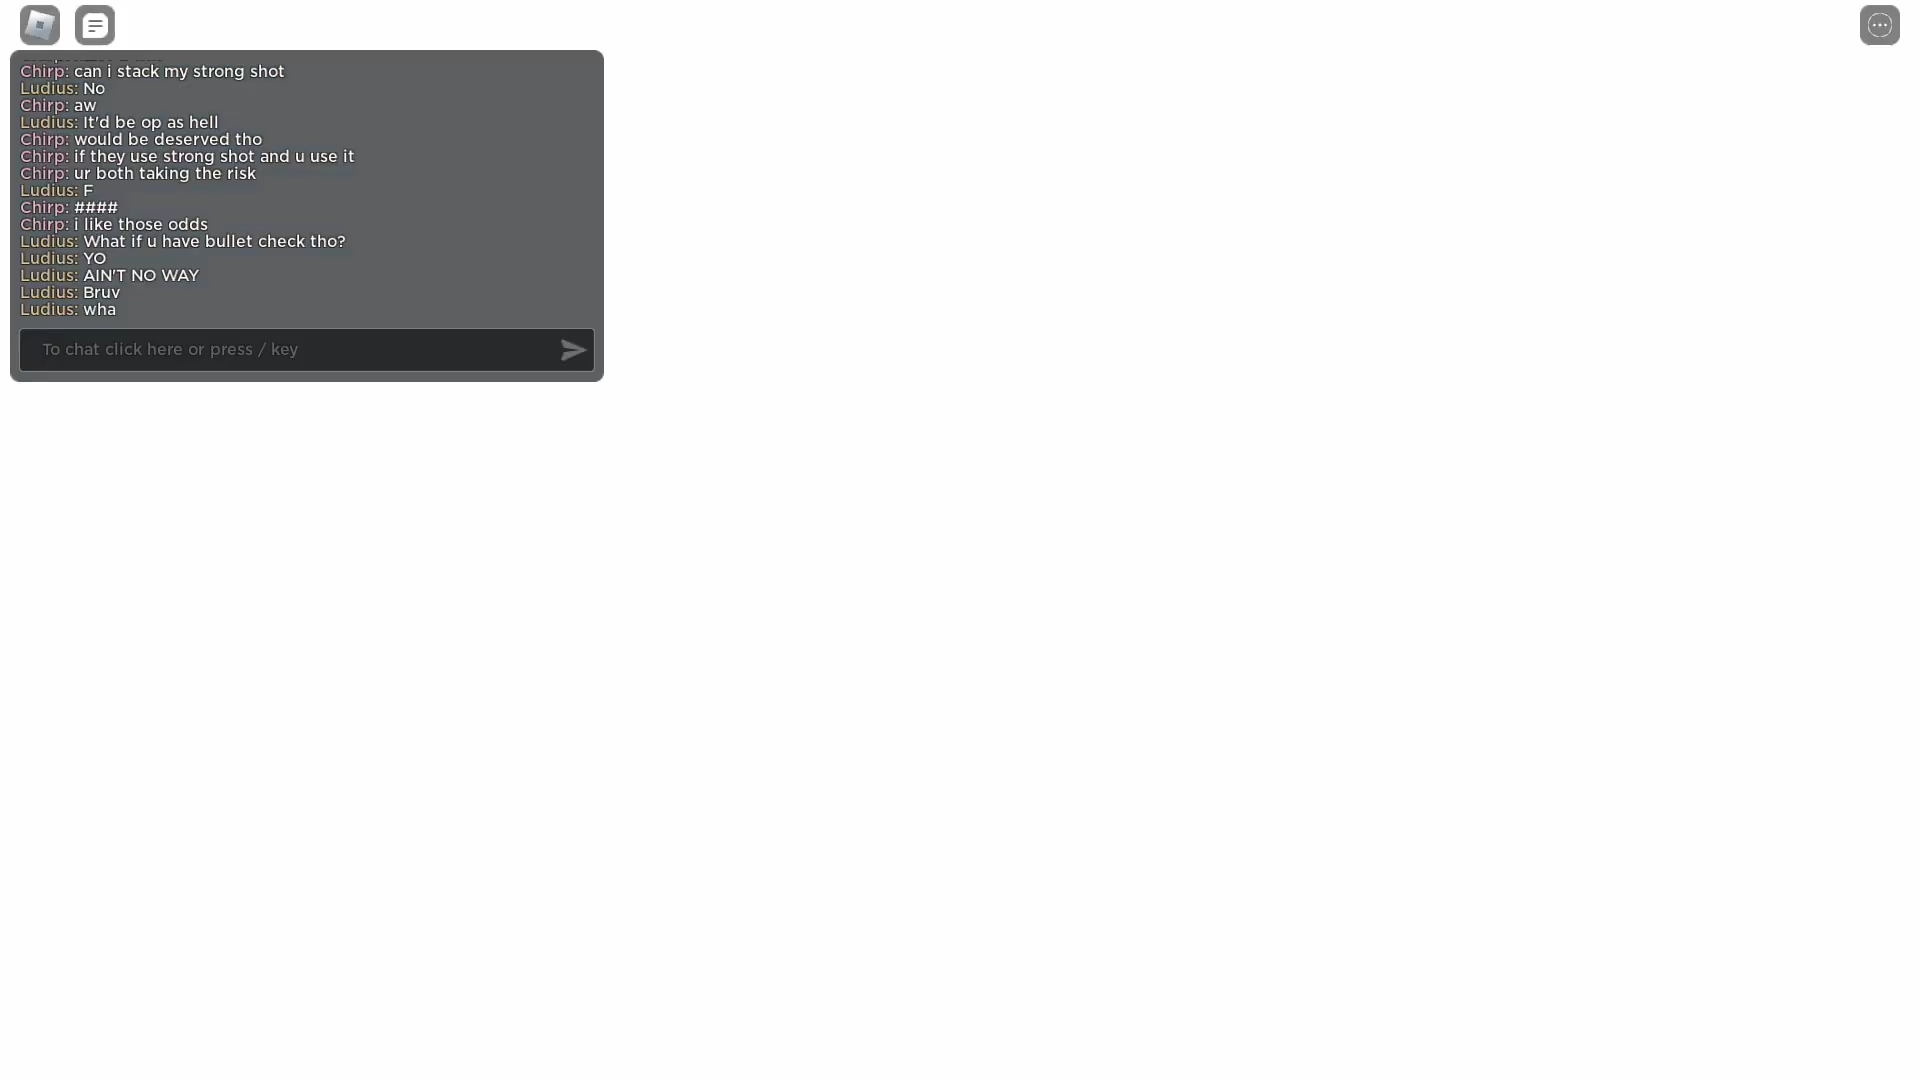 Chirp: can i stack my strong shot
Ludius: No
Chirp: aw
Ludius: It'd be op as hell
Chirp: would be deserved tho
Chirp: if they use strong shot and u use it
Chirp: ur both taking the risk
Ludius: F
Chirp: ####
Chirp: i like those odds
Ludius: What if u have bullet check tho?
Ludius: YO
Ludius: AIN'T NO WAY
Ludius: Bruv
Ludius: wha
To chat click here or press / key